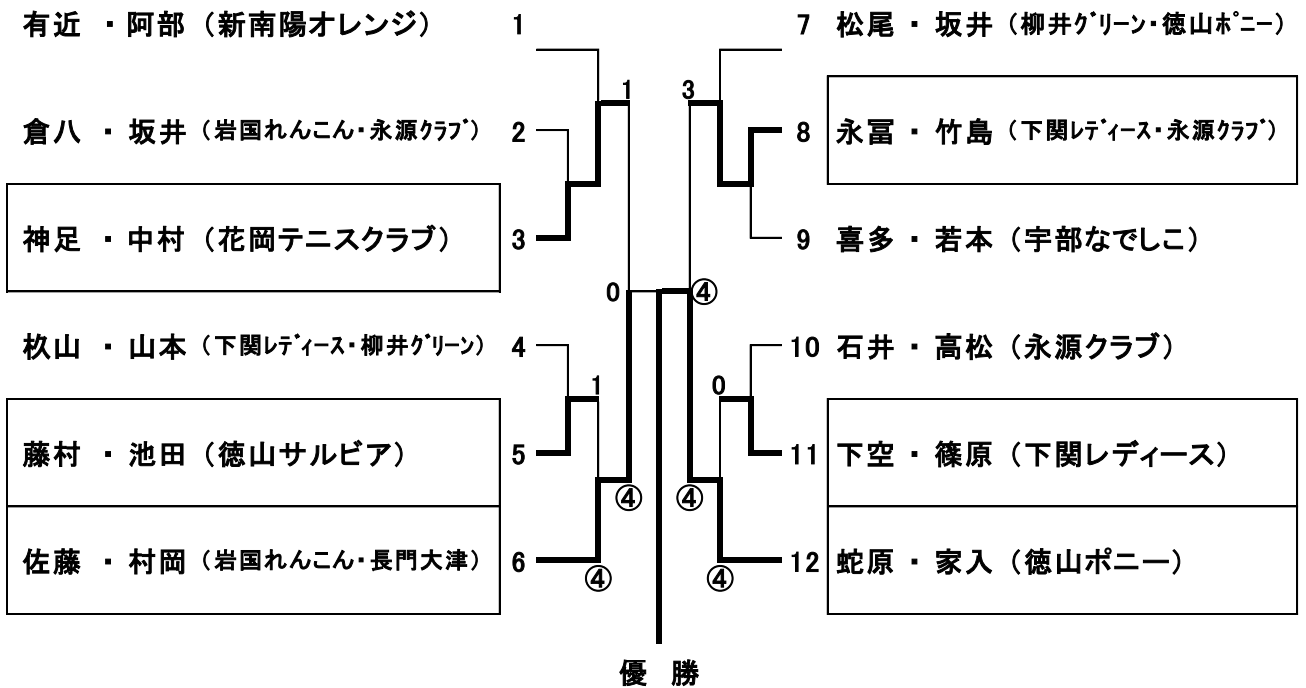 有近 ・阿部（新南陽オレンジ） 1
倉八 ・坂井（岩国れんこん・永源ｸﾗﾌﾞ） 2
神足 ・中村（花岡テニスクラブ） 3
杁山 ・山本（下関ﾚﾃﾞｨｰｽ・柳井ｸﾞﾘｰﾝ） 4
藤村 ・池田（徳山サルビア） 5
佐藤 ・村岡（岩国れんこん・長門大津） 6
1
0
1
④
④
7 松尾 ・ 坂井（柳井ｸﾞﾘｰﾝ・徳山ﾎﾟﾆｰ）
8 永冨 ・ 竹島（下関ﾚﾃﾞｨｰｽ・永源ｸﾗﾌﾞ）
9 喜多 ・ 若本（宇部なでしこ）
10 石井 ・ 高松（永源クラブ）
11 下空 ・ 篠原（下関レディース）
12 蛇原 ・ 家入（徳山ポニー）
3
④
0
④
④
優 勝